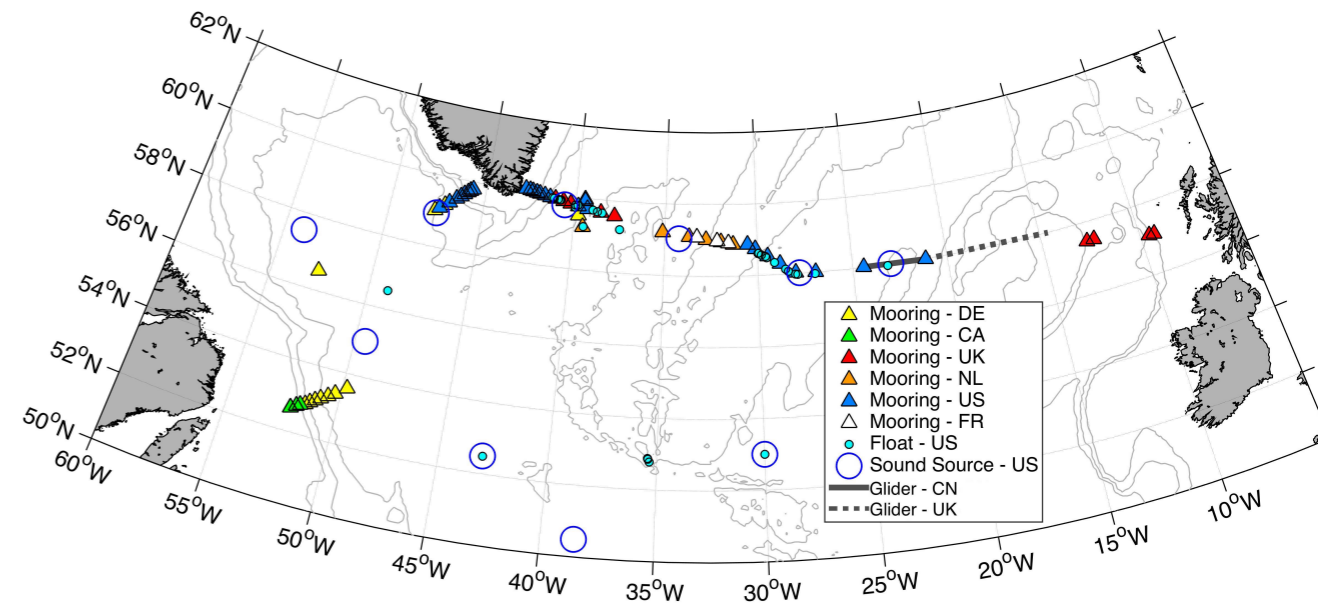 62°N
60°N
58°N
56°N
54°N
52°N
50°N
60°W
55°W
50°W
45°W
40°W
35°W
30°W
25°W
20°W
15°W
10°W
Mooring - DE
Mooring - CA
Mooring - UK
Mooring - NL
Mooring - US
Mooring - FR
Float - US
Sound Source - US
Glider - CN
Glider - UK